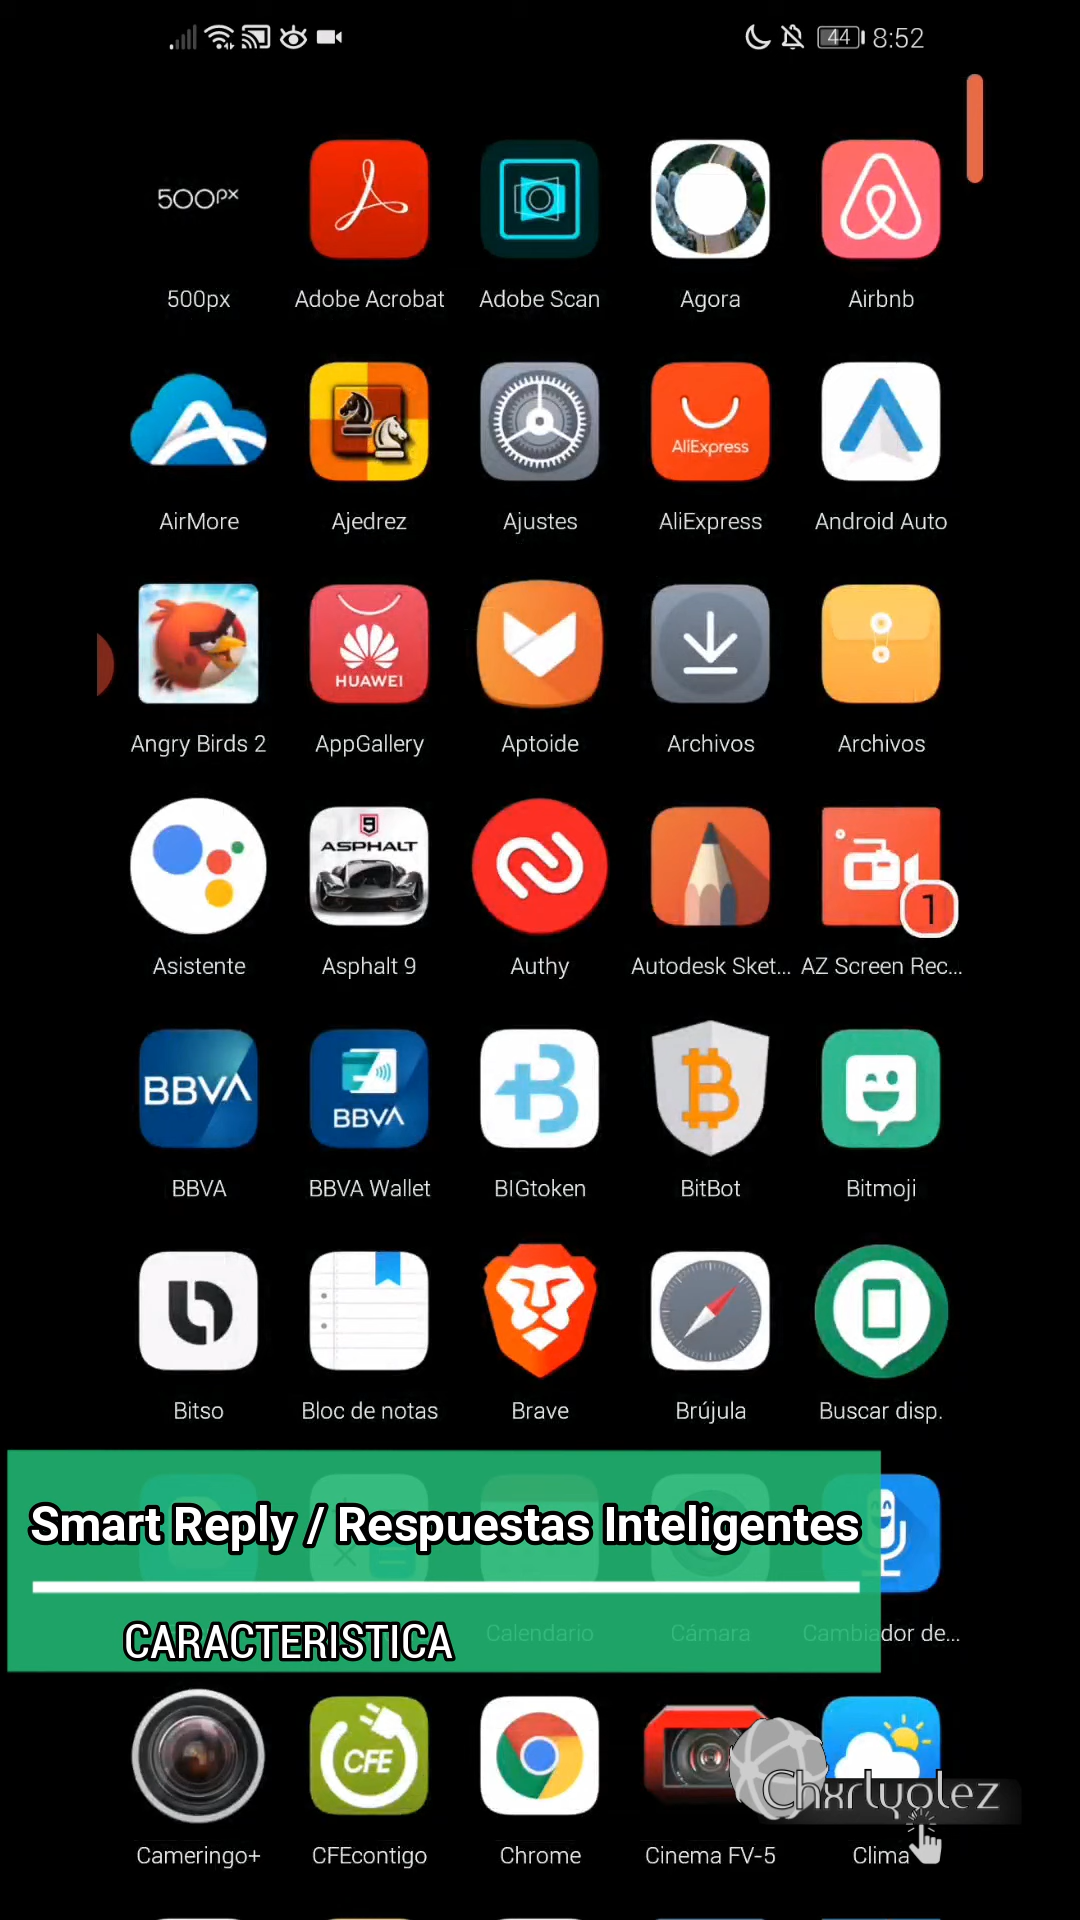 44 8:52
500px
500px Adobe Acrobat Adobe Scan Agora Airbnb
AliExpress
AirMore Ajedrez Ajustes AliExpress Android Auto
HUAWEI
Angry Birds 2 AppGallery Aptoide Archivos Archivos
9
ASPHALT
1
Asistente Asphalt 9 Authy Autodesk Sket... AZ Screen Rec...
BBVA
BBVA
BBVA BBVA Wallet BIGtoken BitBot Bitmoji
Bitso Bloc de notas Brave Brújula Buscar disp.
Smart Reply / Respuestas Inteligentes
CARACTERISTICA
Calendario Cámara Cambiador de...
CFE
Chxrlyolez
Cameringo+ CFEcontigo Chrome Cinema FV-5 Clima